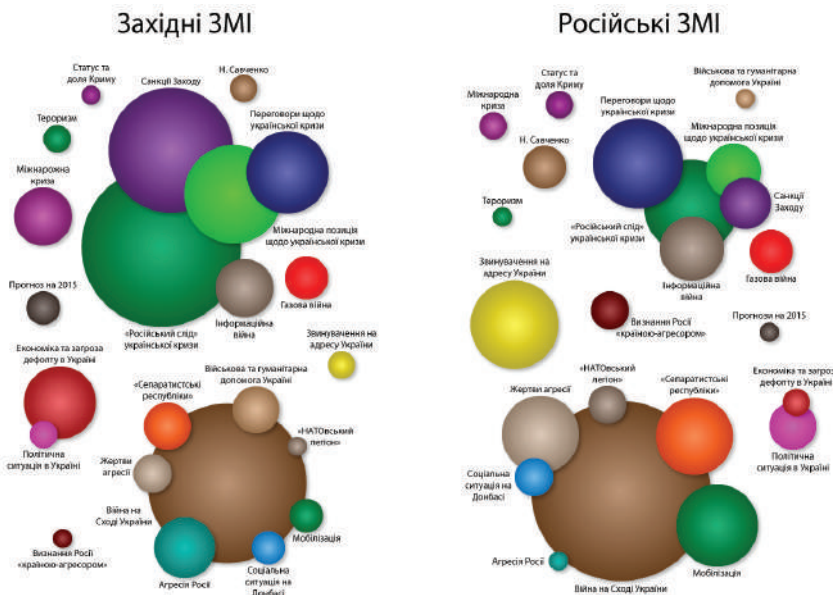 Західні ЗМІ
Статус та
доля Криму
Санкції Заходу
Н. Савченко
Тероризм
Переговори щодо
української кризи
Міжнарожна
криза
Міжнародна позиція
щодо української кризи
Прогноз на 2015
«Російський слід»
української кризи
Інформаційна
війна
Газова війна
Звинувачення на
адресу України
Економіка та загроза
дефолту в Україні
Політична
ситуація в Україні
«Сепаратистські
республіки»
Військова та гуманітарна
допомога Україні
«НАТОвський
легіон»
Жертви
агресії
Війна на
Сході України
Мобілізація
Визнання Росії
«країною-агресором»
Агресія Росії
Соціальна
ситуація на
Донбасі
Російські ЗМІ
Міжнародна
криза
Статус та
доля Криму
Військова та гуманітарна
допомога Україні
Переговори щодо
української кризи
Міжнародна позиція
щодо української кризи
Н. Савченко
Тероризм
Санкції
Заходу
«Російський слід»
української кризи
Інформаційна
війна
Газова війна
Звинувачення на
адресу України
Визнання Росії
«країною-агресором»
Прогнози на 2015
«НАТОвський
легіон»
Жертви агресії
«Сепаратистські
республіки»
Економіка та загроза
дефолту в Україні
Політична
ситуація в Україні
Соціальна
ситуація на
Донбасі
Агресія Росії
Мобілізація
Війна на Сході України